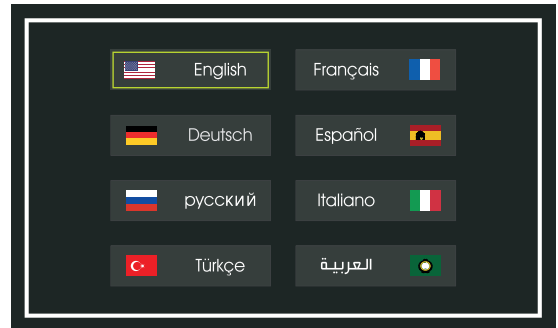 English
Français
Deutsch
Español
русский
Italiano
Türkçe
العربية